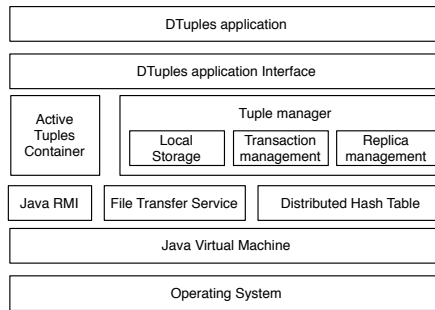 DTuples application
DTuples application Interface
Active
Tuples
Container
Tuple manager
Local
Storage
Transaction
management
Replica
management
Java RMI
File Transfer Service
Distributed Hash Table
Java Virtual Machine
Operating System